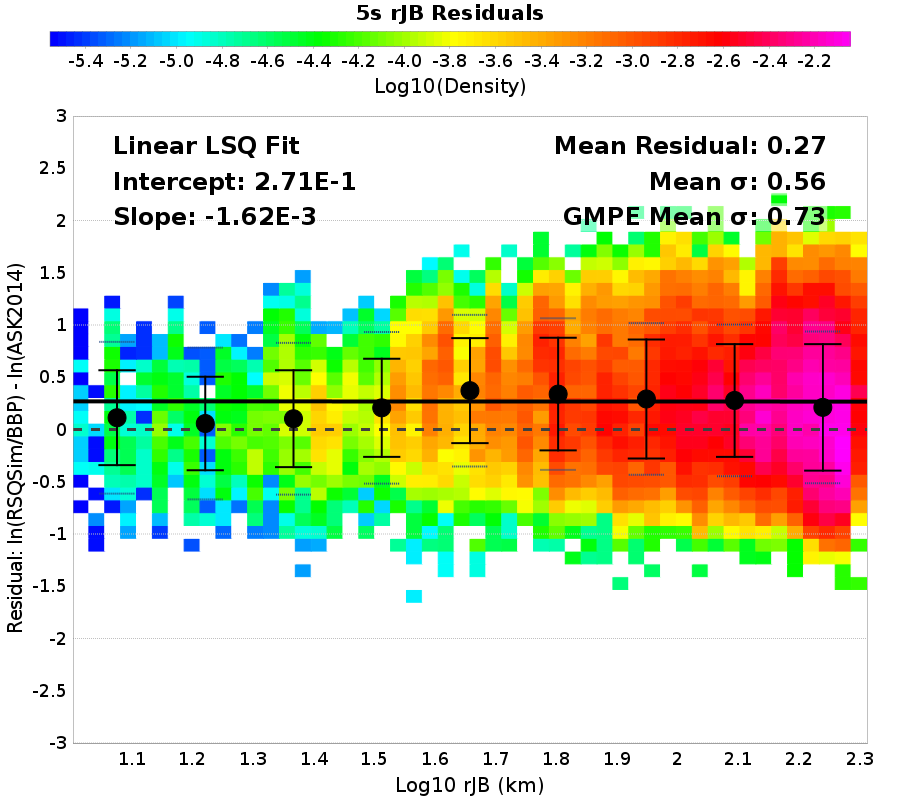 5s rJB Residuals
-5.4 -5.2 -5.0 -4.8 -4.6 -4.4 -4.2 -4.0 -3.8 -3.6 -3.4 -3.2 -3.0 -2.8 -2.6 -2.4 -2.2
Log10(Density)
Linear LSQ Fit
Intercept: 2.71E-1
Slope: -1.62E-3
Mean Residual: 0.27
Mean σ: 0.56
GMPE Mean σ: 0.73
Residual: ln(RSQSim/BBP) - ln(ASK2014)
3
2.5
2
1.5
1
0.5
0
-0.5
-1
-1.5
-2
-2.5
-3
1.1 1.2 1.3 1.4 1.5 1.6 1.7 1.8 1.9 2 2.1 2.2 2.3
Log10 rJB (km)